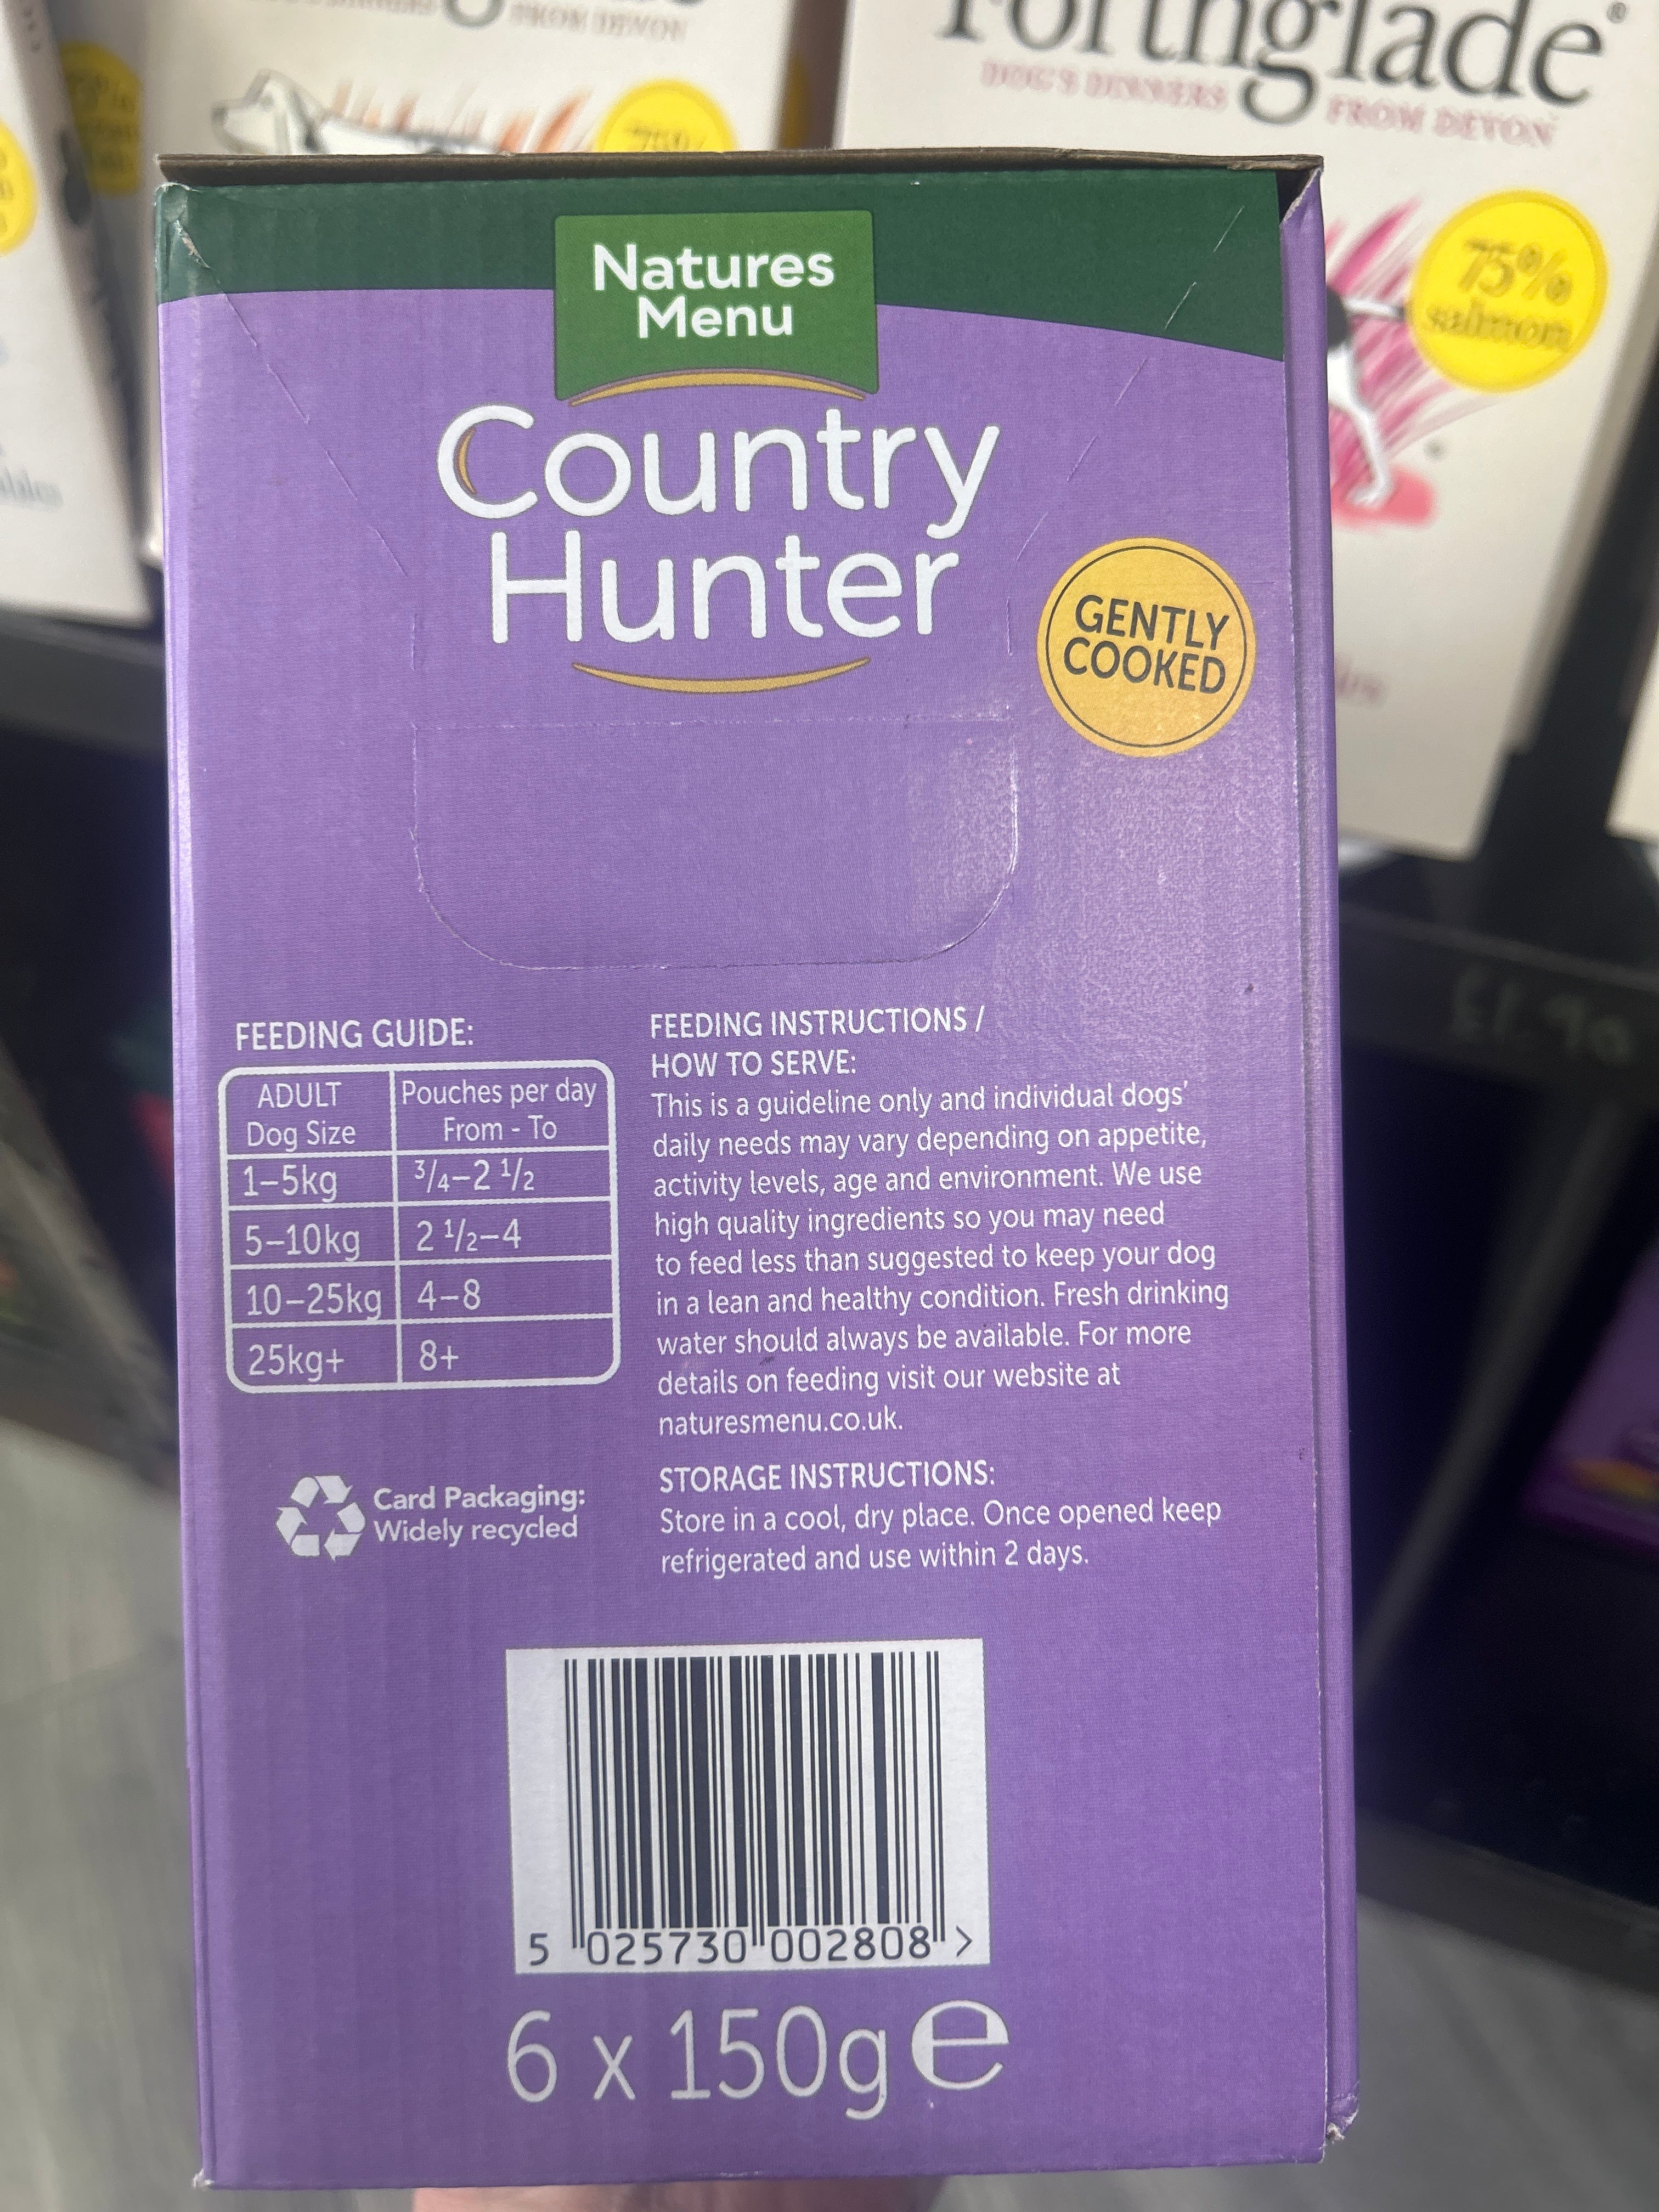 FROM DEVON
Forthglade®
DOG'S DINNERS
FROM DEVON
75%
75%
salmon
Natures
Menu
Country
Hunter
GENTLY
COOKED
FEEDING GUIDE:
ADULT
Dog Size
Pouches per day
From - To
1–5kg 3/4–2 1/2
5–10kg 2 1/2–4
10–25kg 4–8
25kg+ 8+
Card Packaging:
Widely recycled
FEEDING INSTRUCTIONS /
HOW TO SERVE:
This is a guideline only and individual dogs'
daily needs may vary depending on appetite,
activity levels, age and environment. We use
high quality ingredients so you may need
to feed less than suggested to keep your dog
in a lean and healthy condition. Fresh drinking
water should always be available. For more
details on feeding visit our website at
naturesmenu.co.uk.
STORAGE INSTRUCTIONS:
Store in a cool, dry place. Once opened keep
refrigerated and use within 2 days.
5 025730 002808 >
6 x 150g e